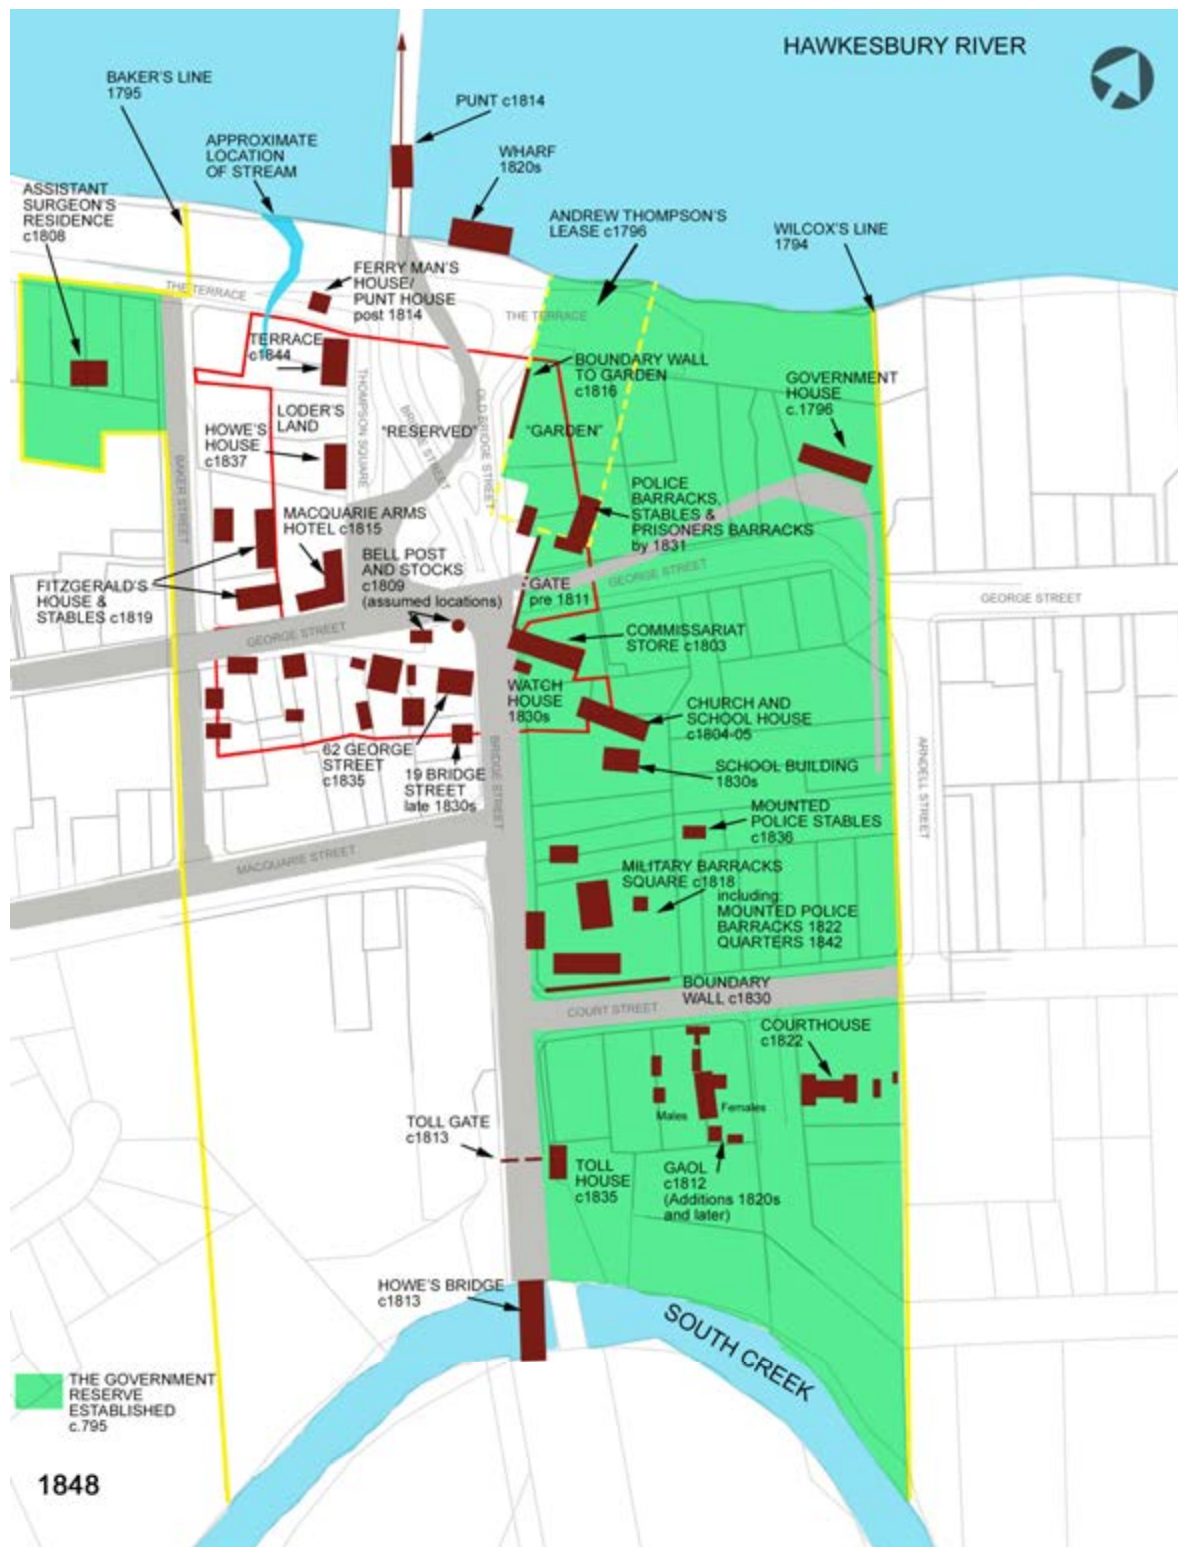 HAWKESBURY RIVER
BAKER'S LINE
1795
PUNT c1814
APPROXIMATE
LOCATION
OF STREAM
WHARF
1820s
ASSISTANT
SURGEON'S
RESIDENCE
c1808
ANDREW THOMPSON'S
LEASE c1796
WILCOX'S LINE
1794
FERRY MAN'S
HOUSE/
PUNT HOUSE
post 1814
THE TERRACE
THE TERRACE
TERRACE
c1844
BOUNDARY WALL
TO GARDEN
c1816
GOVERNMENT
HOUSE
c.1796
THOMPSON SQUARE
LODER'S
LAND
BRIDGE STREET
OLD BRIDGE STREET
"RESERVED"
"GARDEN"
HOWE'S
HOUSE
c1837
BAKER STREET
POLICE
BARRACKS,
STABLES &
PRISONERS BARRACKS
by 1831
MACQUARIE ARMS
HOTEL c1815
BELL POST
AND STOCKS
c1809
(assumed locations)
FITZGERALD'S
HOUSE &
STABLES c1819
GATE
pre 1811
GEORGE STREET
GEORGE STREET
GEORGE STREET
COMMISSARIAT
STORE c1803
WATCH
HOUSE
1830s
CHURCH AND
SCHOOL HOUSE
c1804-05
62 GEORGE
STREET
c1835
19 BRIDGE
STREET
late 1830s
BRIDGE STREET
SCHOOL BUILDING
1830s
ARNDELL STREET
MOUNTED
POLICE STABLES
c1836
MACQUARIE STREET
MILITARY BARRACKS
SQUARE c1818
including:
MOUNTED POLICE
BARRACKS 1822
QUARTERS 1842
BOUNDARY
WALL c1830
COURT STREET
COURTHOUSE
c1822
Males
Females
TOLL GATE
c1813
TOLL
HOUSE
c1835
GAOL
c1812
(Additions 1820s
and later)
HOWE'S BRIDGE
c1813
SOUTH CREEK
THE GOVERNMENT
RESERVE
ESTABLISHED
c.795
1848